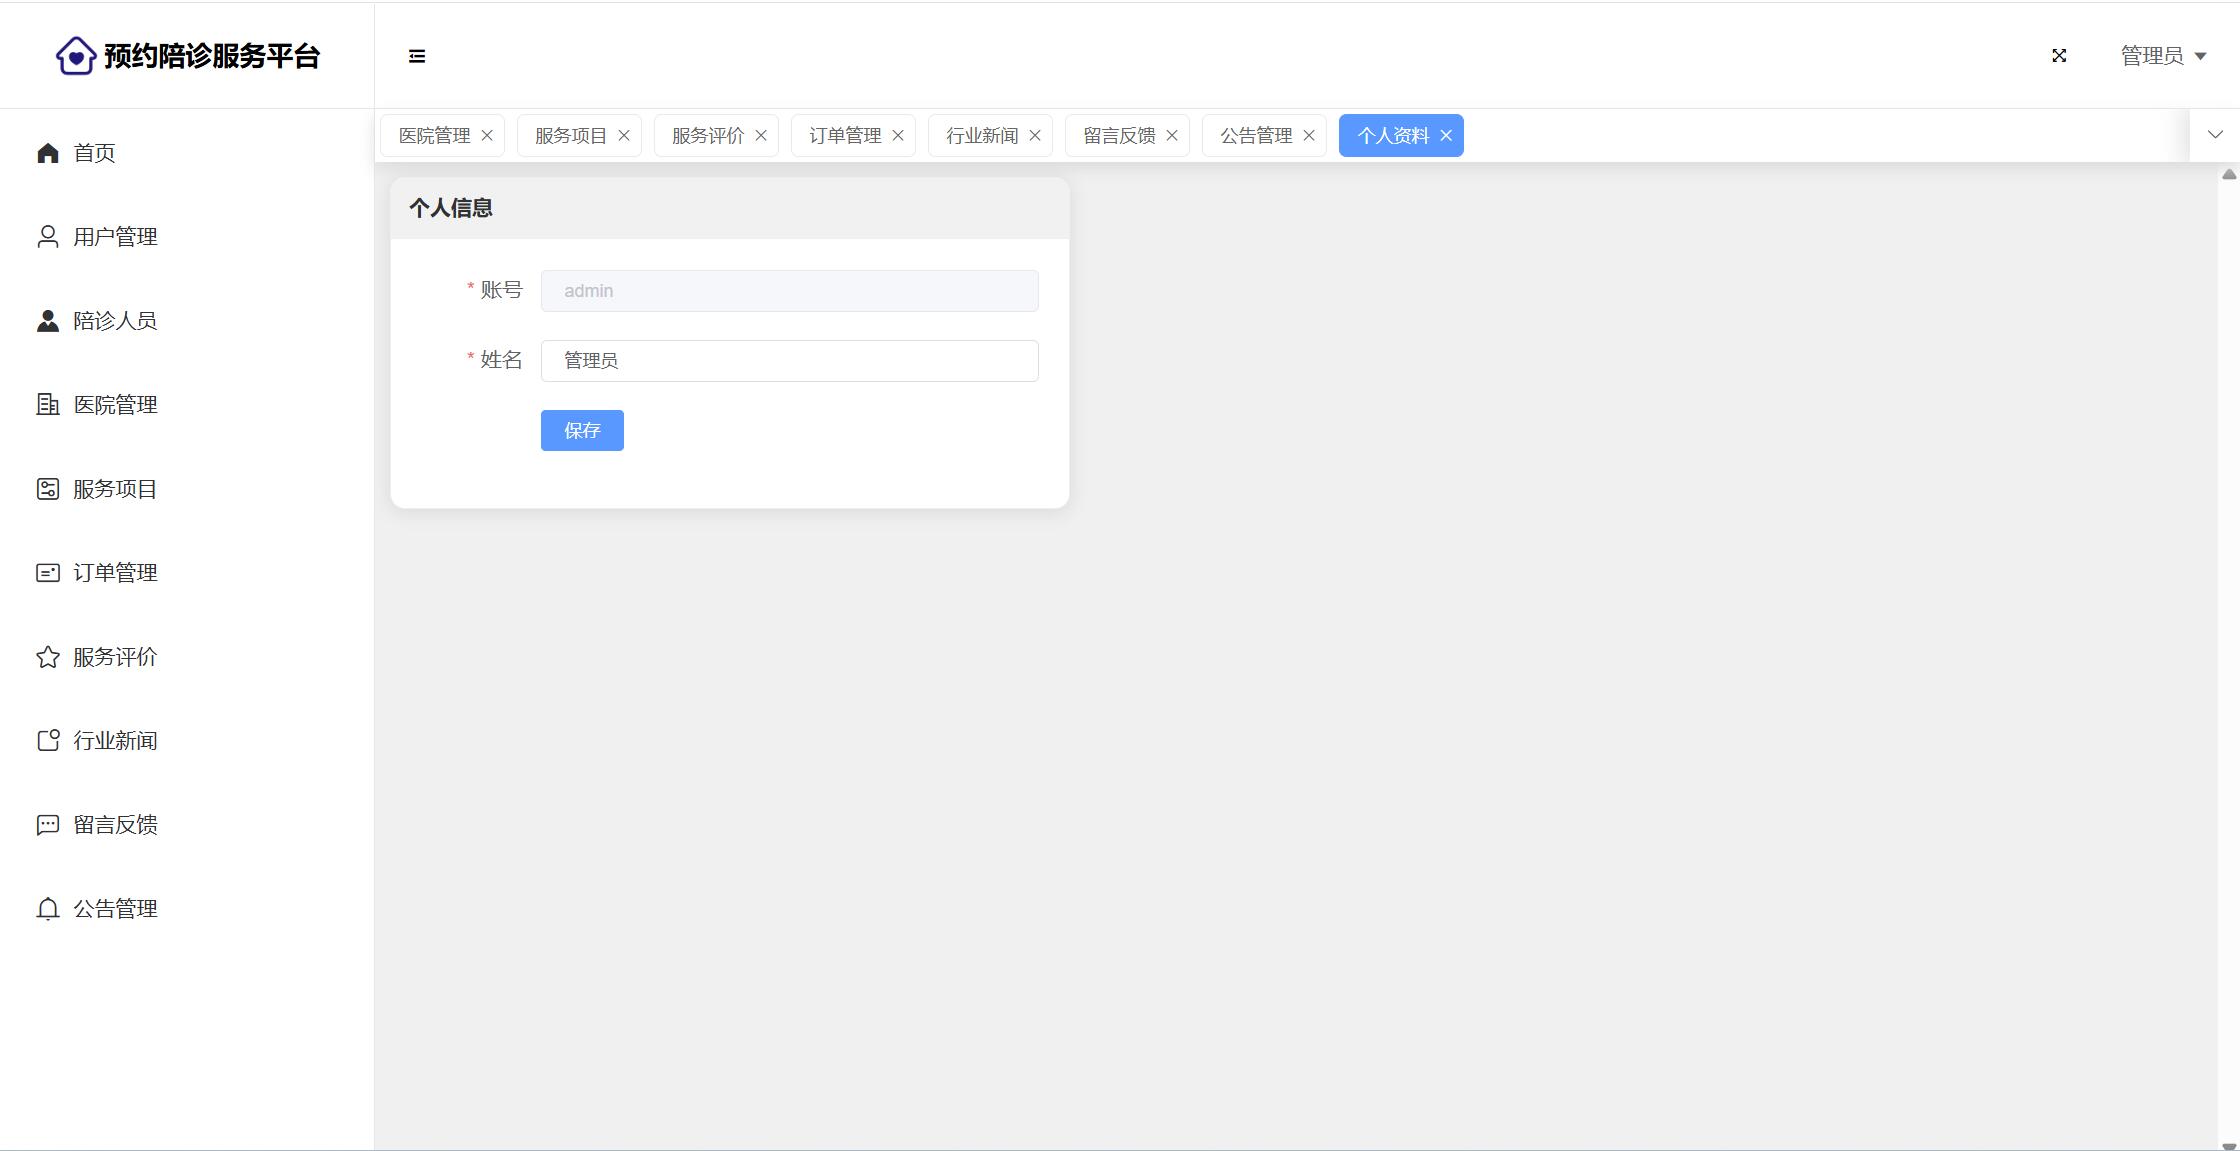 预约陪诊服务平台
管理员
医院管理
服务项目
服务评价
订单管理
行业新闻
留言反馈
公告管理
个人资料
首页
用户管理
陪诊人员
医院管理
服务项目
订单管理
服务评价
行业新闻
留言反馈
公告管理
个人信息
* 账号 admin
* 姓名 管理员
保存